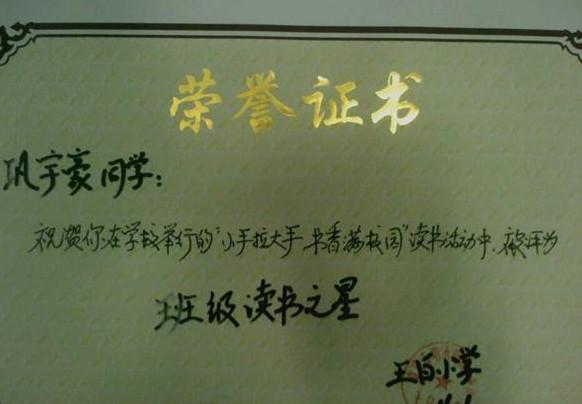 荣誉证书
巩宇豪同学：
祝贺你在学校举行的"小手拉大手 书香满校园"读书活动中，被评为
班级读书之星
王白小学